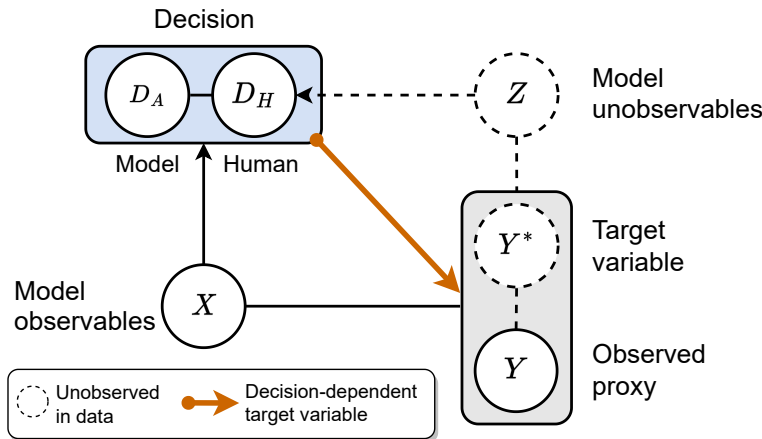 Decision
D_A
D_H
Z
Model
unobservables
Model
Human
Y*
Target
variable
Model
observables
X
Y
Observed
proxy
Unobserved
in data
Decision-dependent
target variable